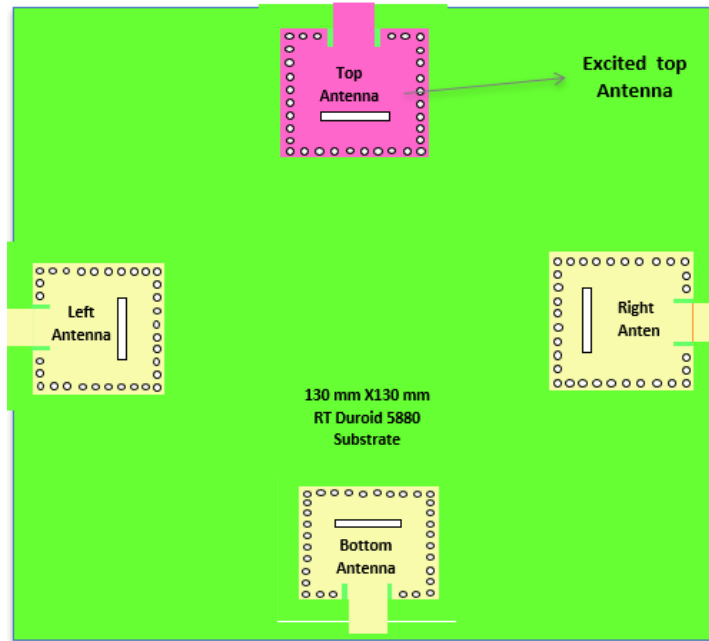 Top
Antenna
Excited top
Antenna
Left
Antenna
Right
Anten
130 mm X130 mm
RT Duroid 5880
Substrate
Bottom
Antenna